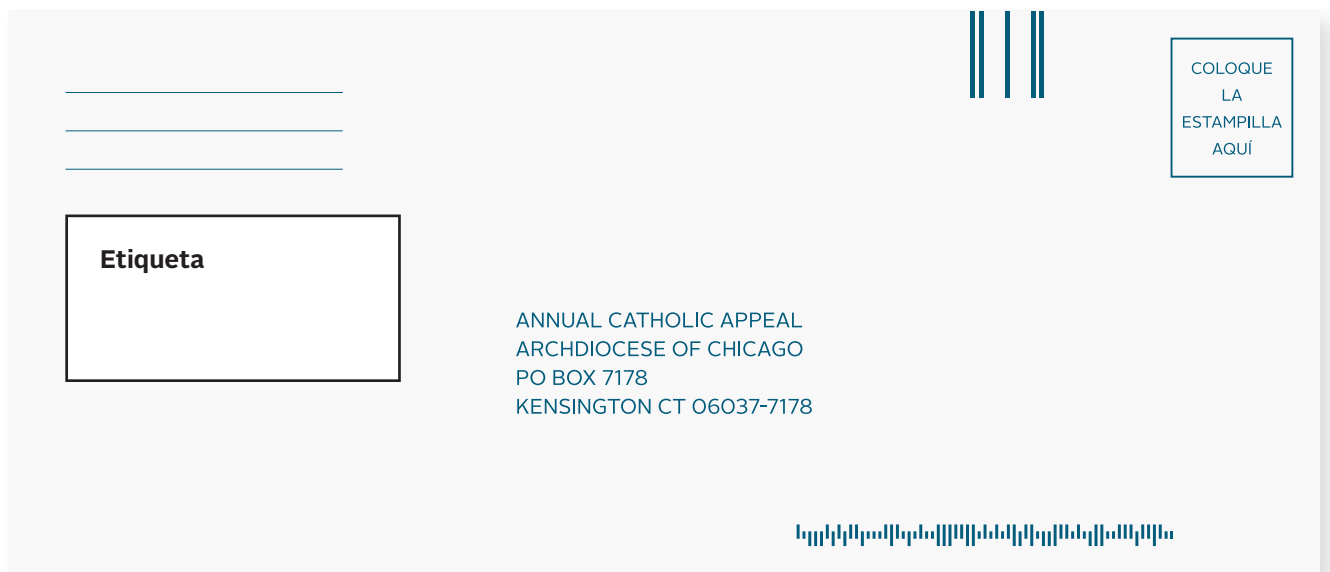 COLOQUE
LA
ESTAMPILLA
AQUÍ
Etiqueta
ANNUAL CATHOLIC APPEAL
ARCHDIOCESE OF CHICAGO
PO BOX 7178
KENSINGTON CT 06037-7178